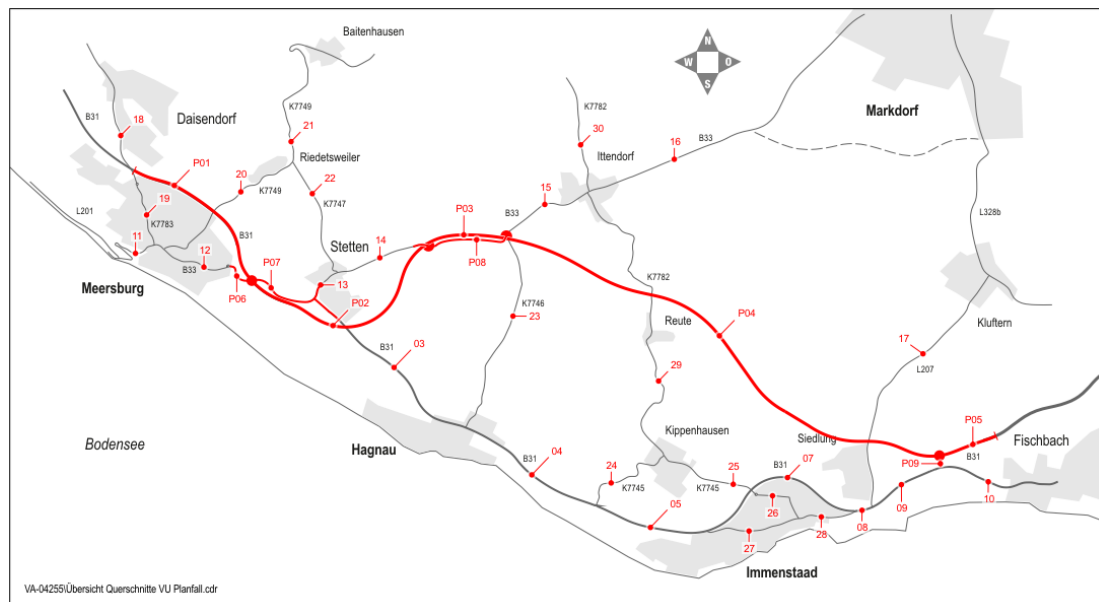 Baitenhausen
N
W
O
S
K7749
K7782
Markdorf
B31
Daisendorf
18
21
30
16
B33
Ittendorf
Riedetsweiler
P01
20
K7749
22
15
K7747
L201
19
K7783
L328b
11
B31
Stetten
14
P03
B33
P08
12
B33
P07
13
K7782
Meersburg
P06
P02
K7746
23
Reute
P04
Kluftern
17
L207
B31
03
29
Bodensee
Hagnau
Kippenhausen
Siedlung
P05
Fischbach
B31
P09
B31
04
24
25
B31
07
K7745
K7745
26
05
09
10
27
28
08
Immenstaad
VA-04255\Übersicht Querschnitte VU Planfall.cdr